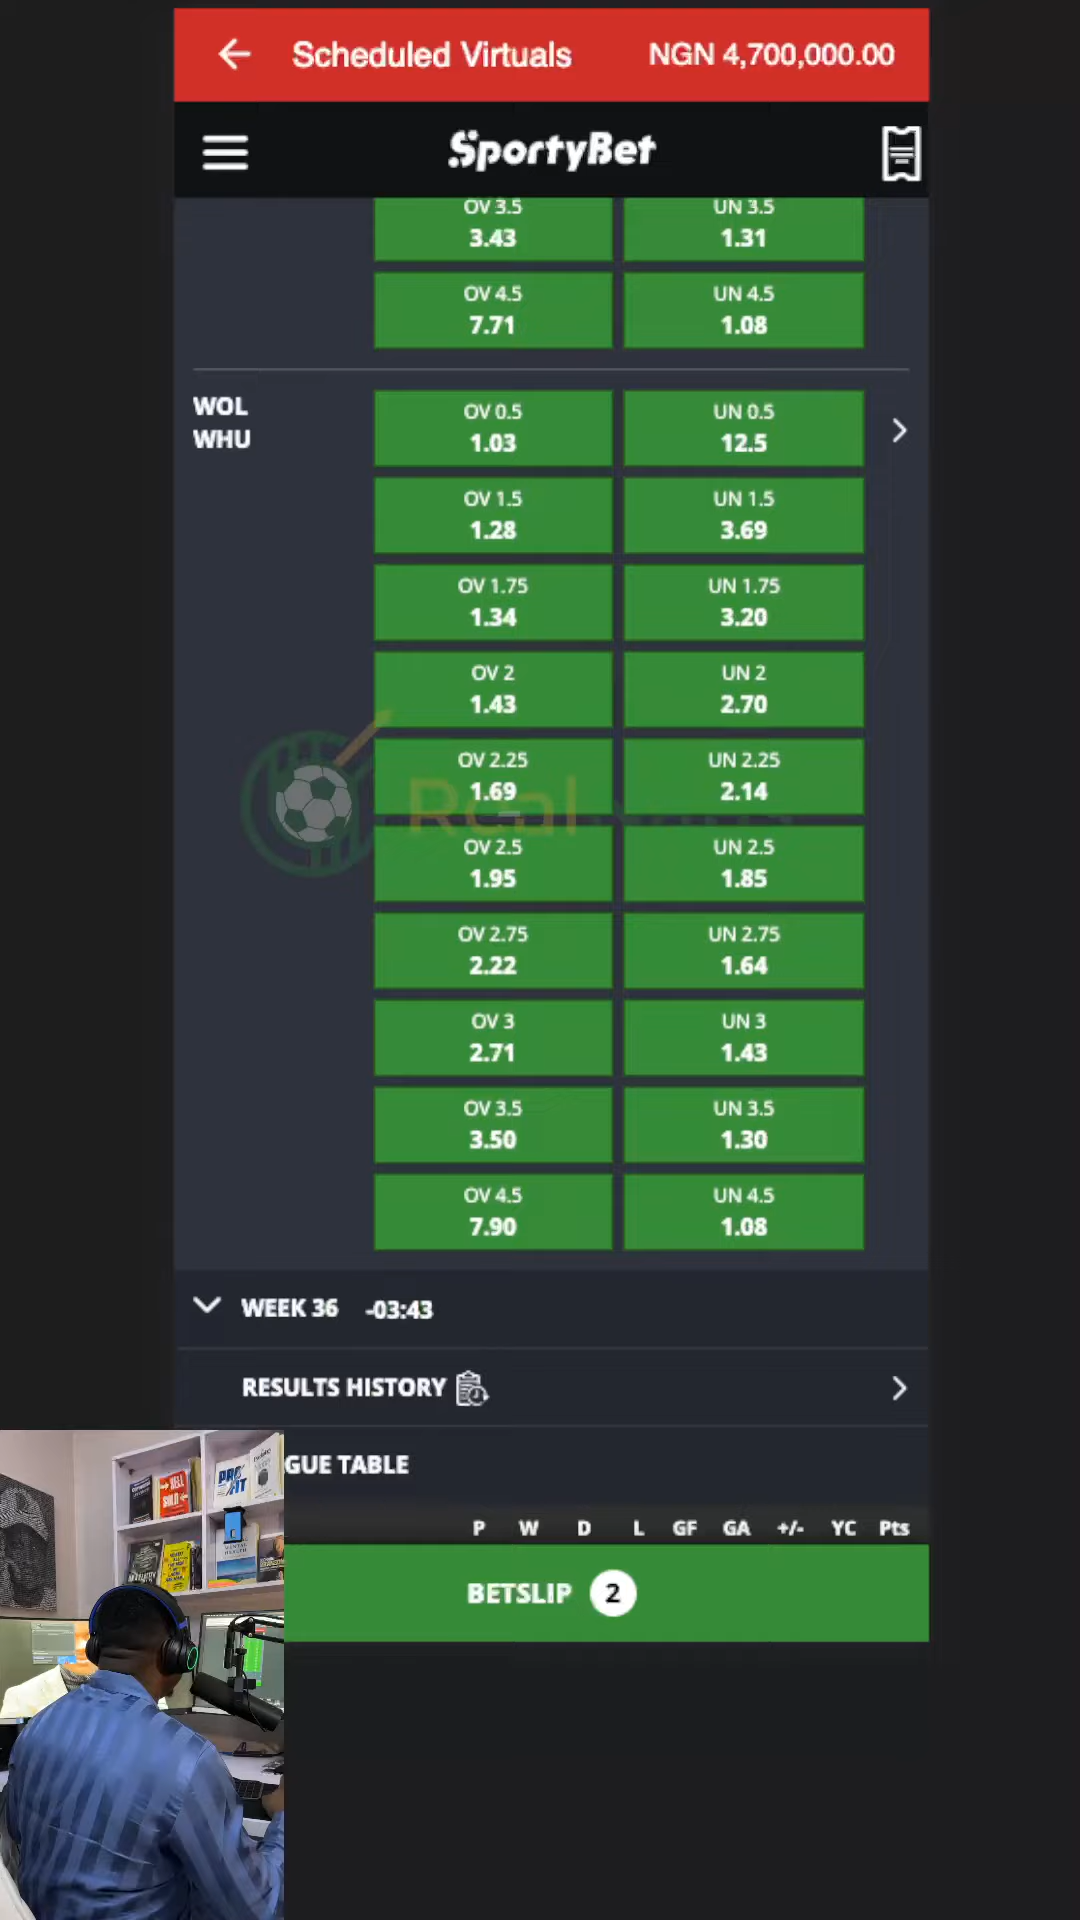 Scheduled Virtuals NGN 4,700,000.00
SportyBet
OV 3.5 UN 3.5
3.43 1.31
OV 4.5 UN 4.5
7.71 1.08
WOL
WHU
OV 0.5 UN 0.5
1.03 12.5
OV 1.5 UN 1.5
1.28 3.69
OV 1.75 UN 1.75
1.34 3.20
OV 2 UN 2
1.43 2.70
OV 2.25 UN 2.25
1.69 2.14
Real
OV 2.5 UN 2.5
1.95 1.85
OV 2.75 UN 2.75
2.22 1.64
OV 3 UN 3
2.71 1.43
OV 3.5 UN 3.5
3.50 1.30
OV 4.5 UN 4.5
7.90 1.08
WEEK 36 -03:43
RESULTS HISTORY
GUE TABLE
P W D L GF GA +/- YC Pts
BETSLIP 2
SELL